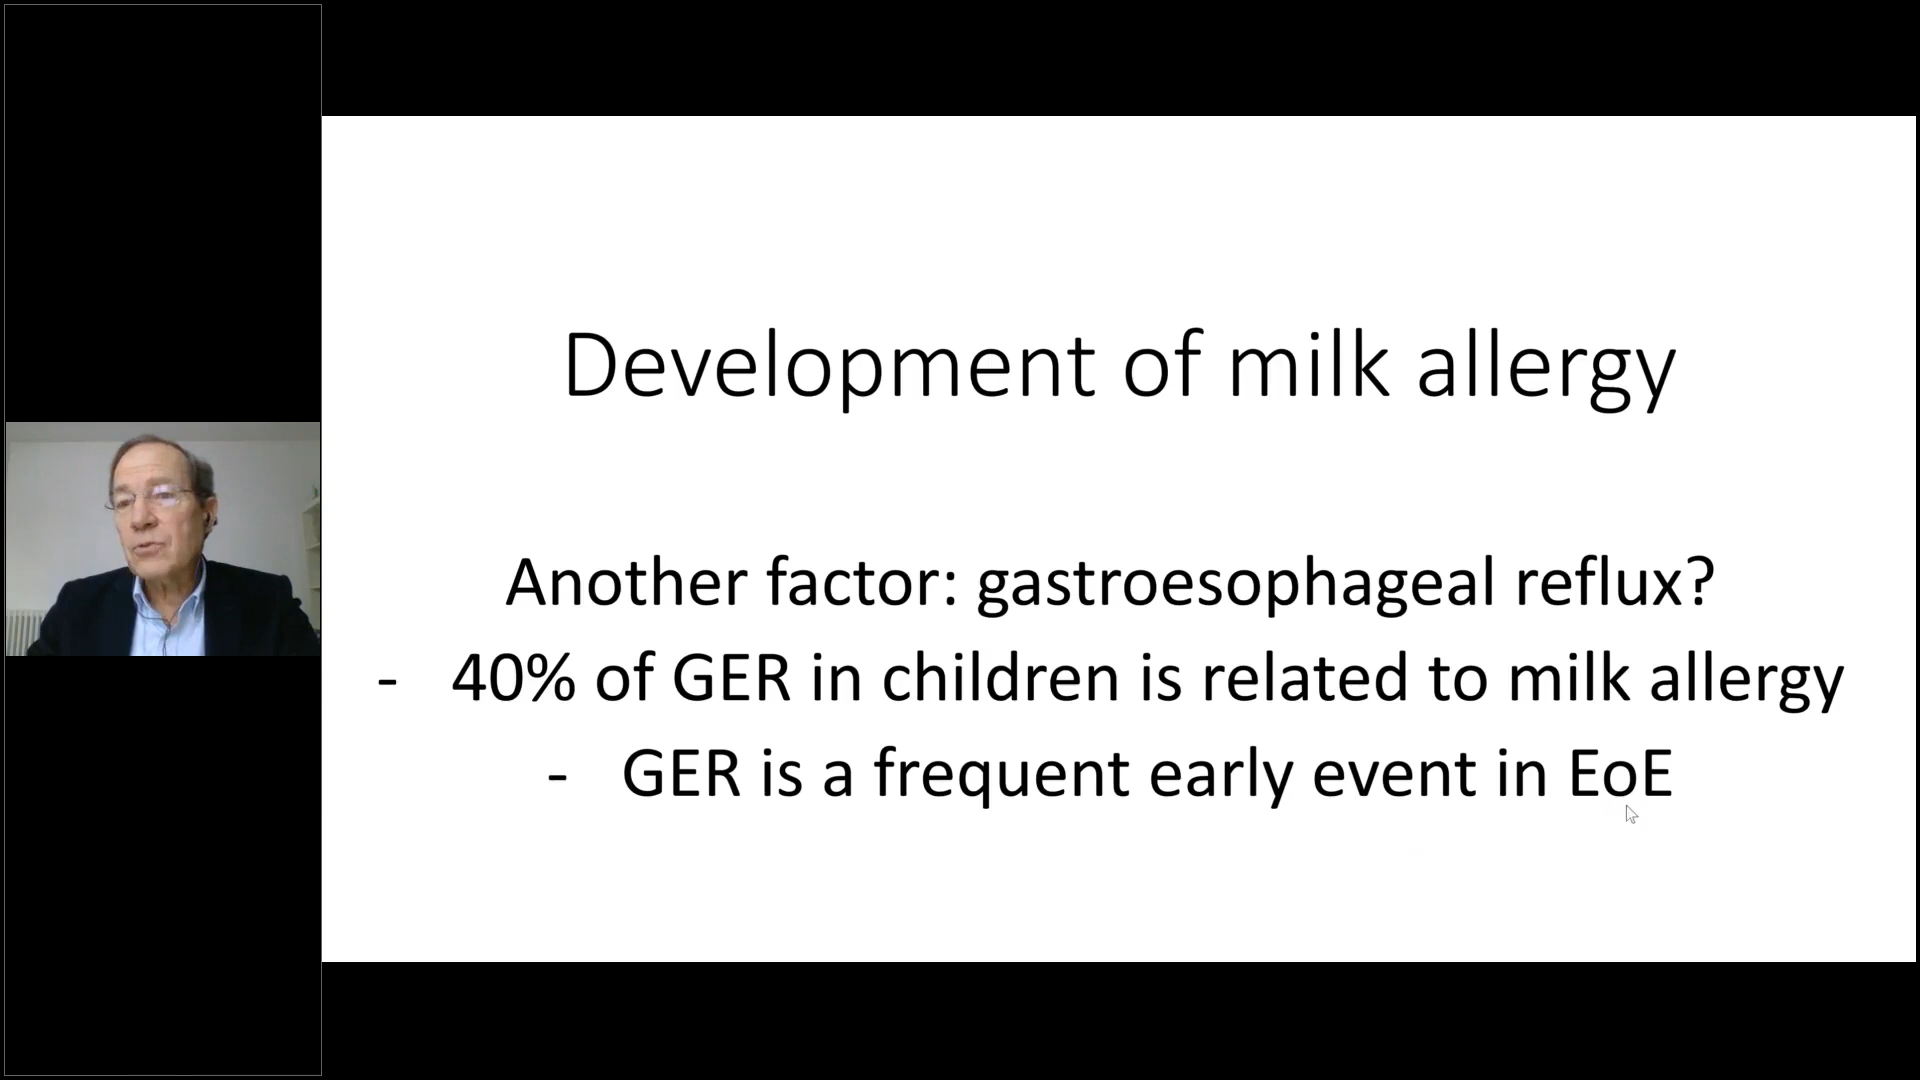 Development of milk allergy
Another factor: gastroesophageal reflux?
- 40% of GER in children is related to milk allergy
- GER is a frequent early event in EoE